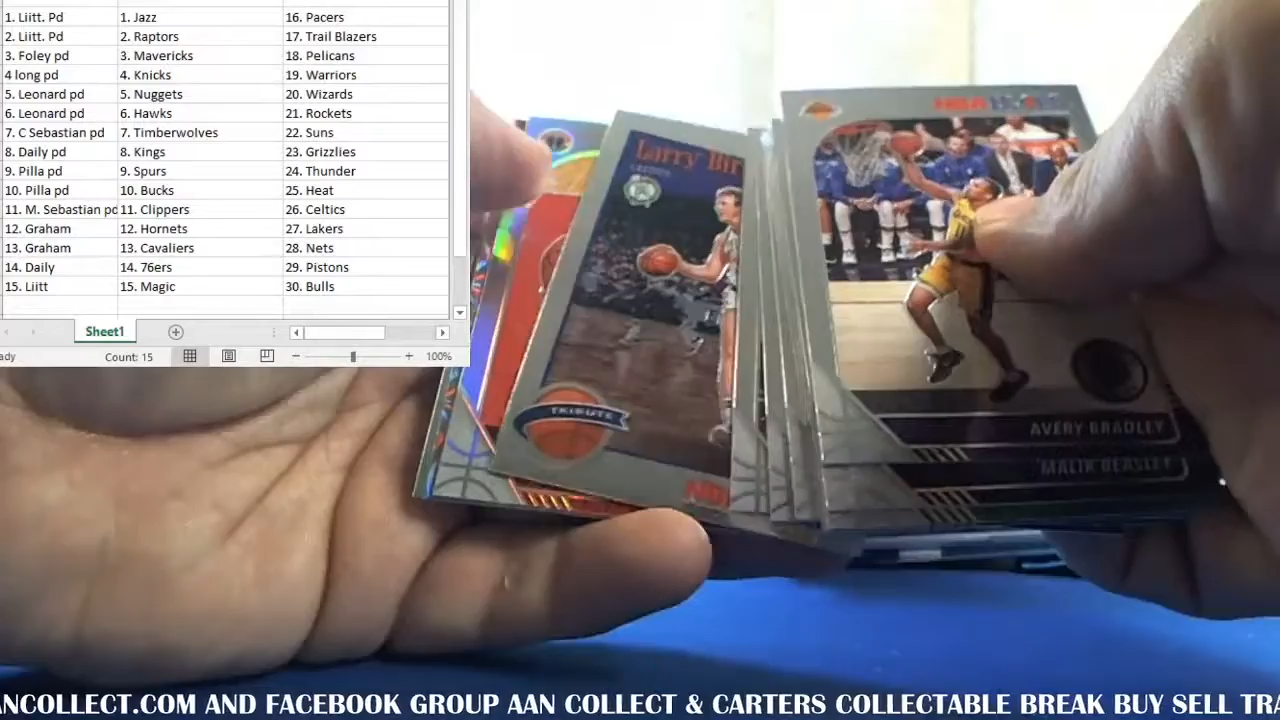 1. Liitt. Pd 1. Jazz 16. Pacers
2. Liitt. Pd 2. Raptors 17. Trail Blazers
3. Foley pd 3. Mavericks 18. Pelicans
4 long pd 4. Knicks 19. Warriors
5. Leonard pd 5. Nuggets 20. Wizards
6. Leonard pd 6. Hawks 21. Rockets
7. C Sebastian pd 7. Timberwolves 22. Suns
8. Daily pd 8. Kings 23. Grizzlies
9. Pilla pd 9. Spurs 24. Thunder
10. Pilla pd 10. Bucks 25. Heat
11. M. Sebastian pd 11. Clippers 26. Celtics
12. Graham 12. Hornets 27. Lakers
13. Graham 13. Cavaliers 28. Nets
14. Daily 14. 76ers 29. Pistons
15. Liitt 15. Magic 30. Bulls
Sheet1
ady Count: 15 100%
Larry Bir
TRIBUTE
AVERY BRADLEY
MALIK BEASLEY
ANCOLLECT.COM AND FACEBOOK GROUP AAN COLLECT & CARTERS COLLECTABLE BREAK BUY SELL TRA